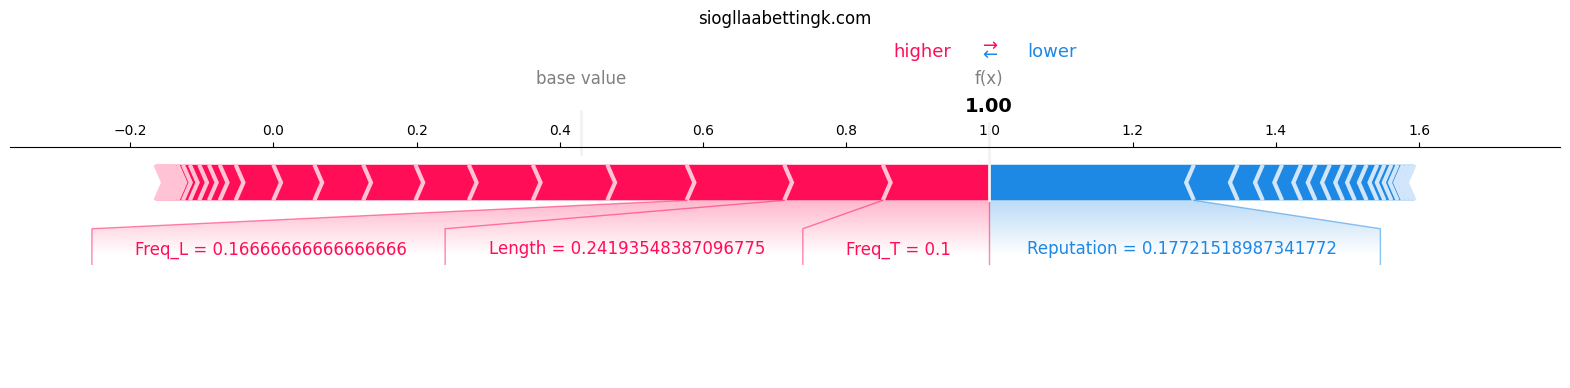 siogllaabettingk.com
higher ⇄ lower
base value f(x)
1.00
−0.2 0.0 0.2 0.4 0.6 0.8 1.0 1.2 1.4 1.6
Freq_L = 0.16666666666666666 Length = 0.24193548387096775 Freq_T = 0.1 Reputation = 0.17721518987341772